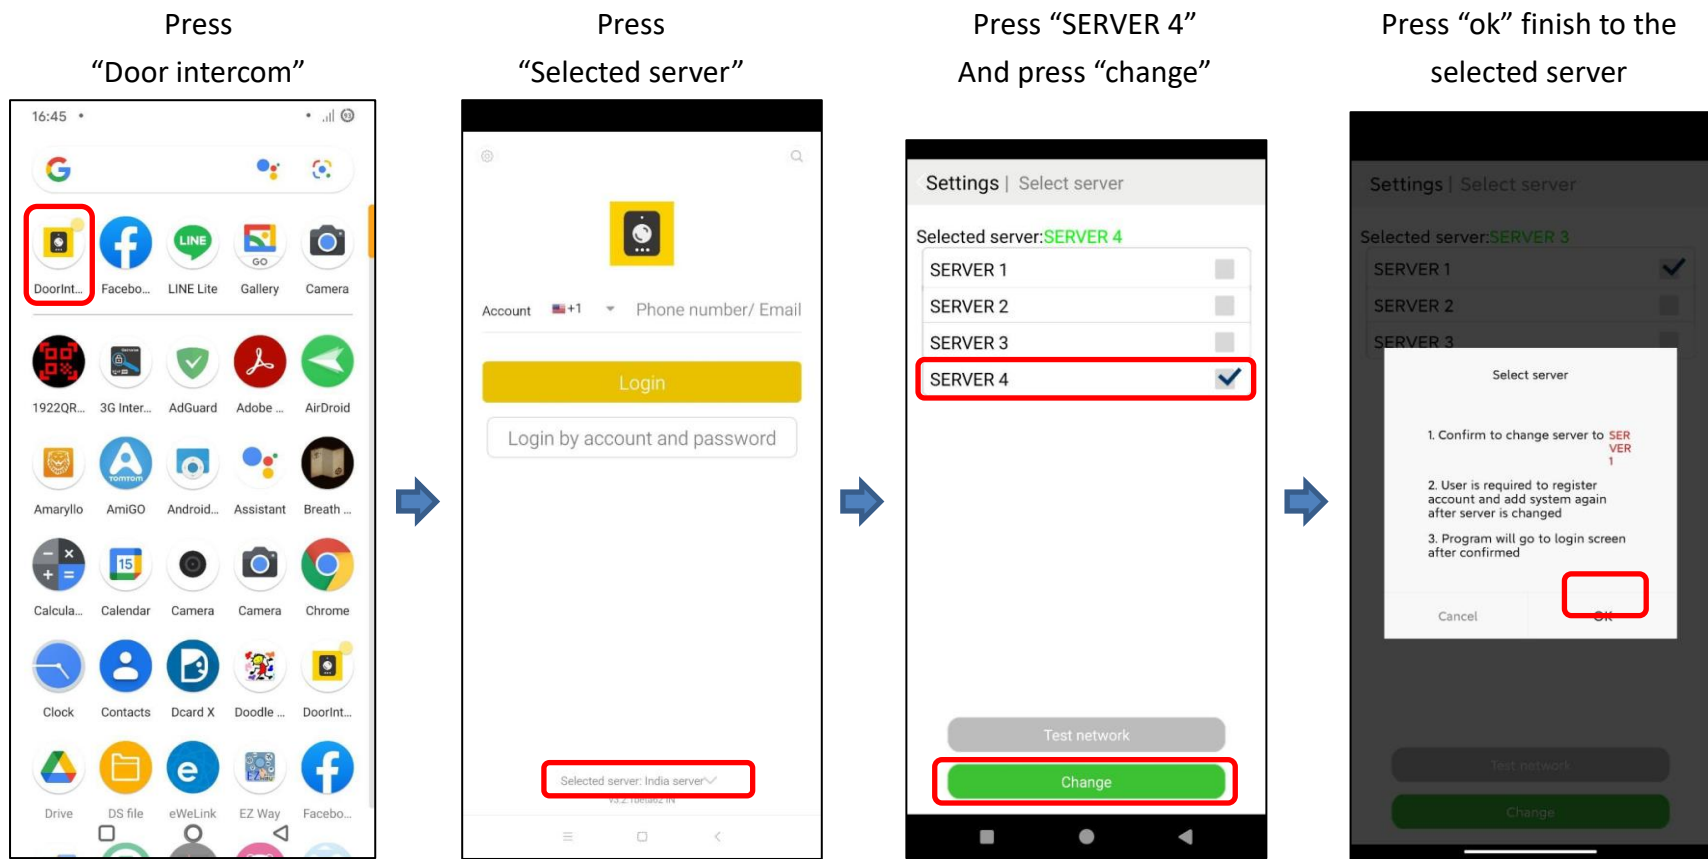 Press
“Door intercom”
16:45
93
GO
DoorInt...
Facebo...
LINE
LINE Lite
Gallery
Camera
1922QR...
3G Inter...
AdGuard
Adobe ...
AirDroid
TOMTOM
Amaryllo
AmiGO
Android...
Assistant
Breath ...
15
Calcula...
Calendar
Camera
Camera
Chrome
Clock
Contacts
Dcard X
Doodle ...
DoorInt...
Drive
DS file
eWeLink
EZ Way
Facebo...
Press
“Selected server”
Account +1 Phone number/ Email
Login
Login by account and password
Selected server: India server
Press “SERVER 4”
And press “change”
Settings | Select server
Selected server:SERVER 4
SERVER 1
SERVER 2
SERVER 3
SERVER 4
Test network
Change
Press “ok” finish to the
selected server
Settings | Select server
Selected server:SERVER 3
SERVER 1
SERVER 2
SERVER 3
Select server
1. Confirm to change server to SER
VER
1
2. User is required to register
account and add system again
after server is changed
3. Program will go to login screen
after confirmed
Cancel
OK
Test network
Change